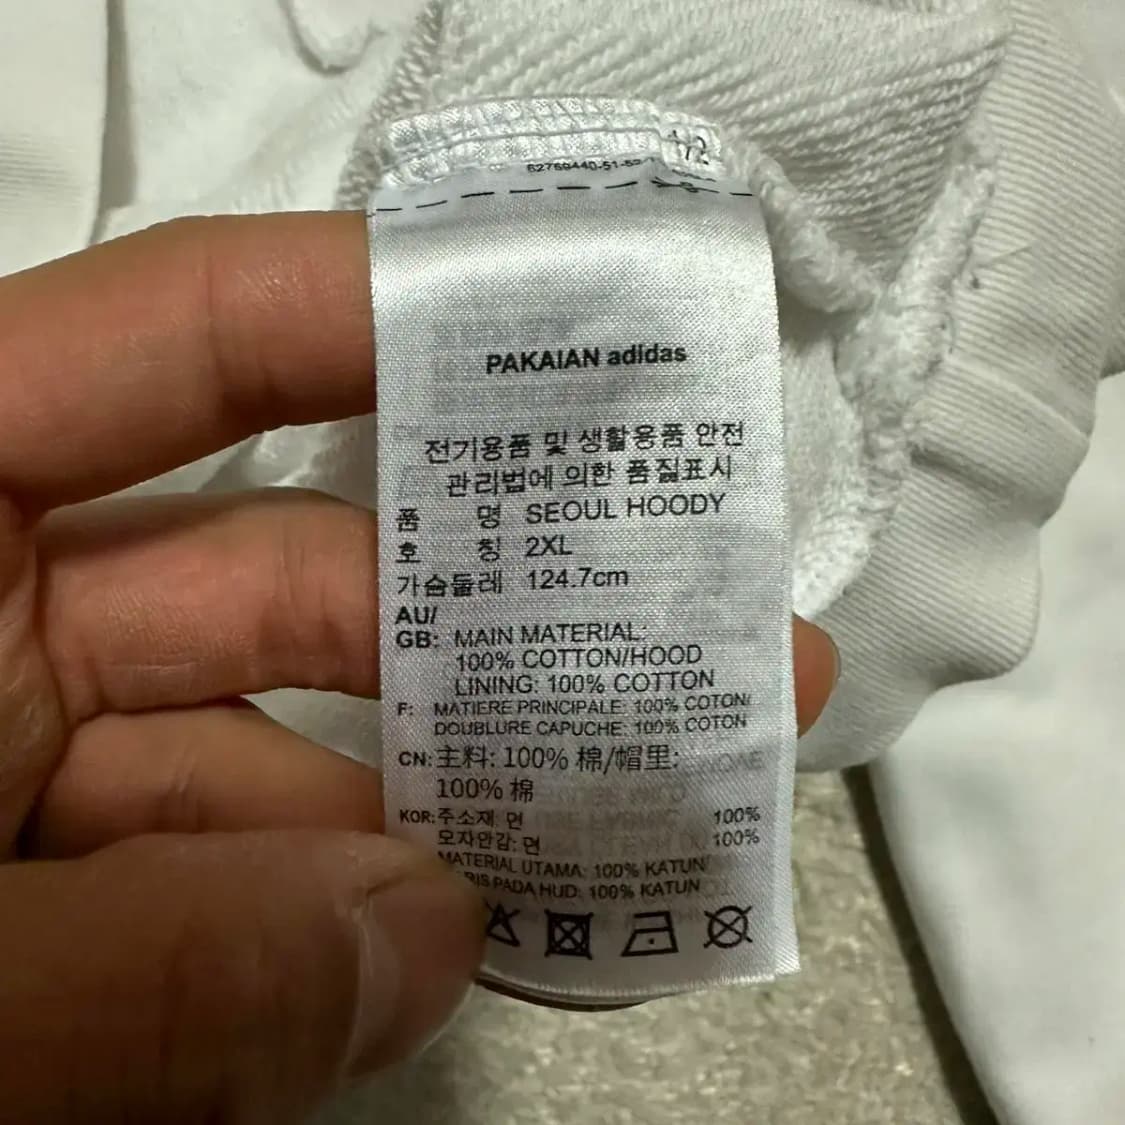 1/2
PAKAIAN adidas
전기용품 및 생활용품 안전
관리법에 의한 품질표시
품 명 SEOUL HOODY
호 칭 2XL
가슴둘레 124.7cm
AU/
GB: MAIN MATERIAL:
100% COTTON/HOOD
LINING: 100% COTTON
F: MATIERE PRINCIPALE: 100% COTON/
DOUBLURE CAPUCHE: 100% COTON
CN: 主料: 100% 棉/帽里:
100% 棉
KOR: 주소재: 면 100%
모자안감: 면 100%
MATERIAL UTAMA: 100% KATUN/
PADA HUD: 100% KATUN